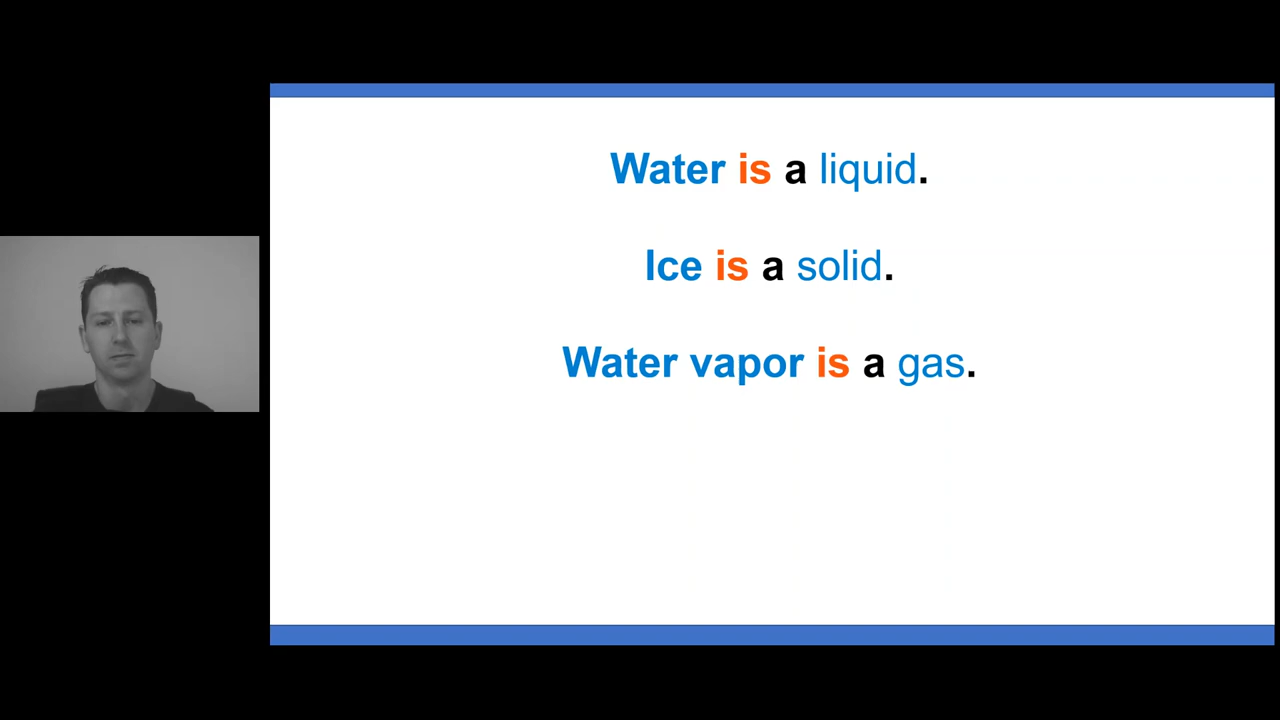 Water is a liquid.
Ice is a solid.
Water vapor is a gas.